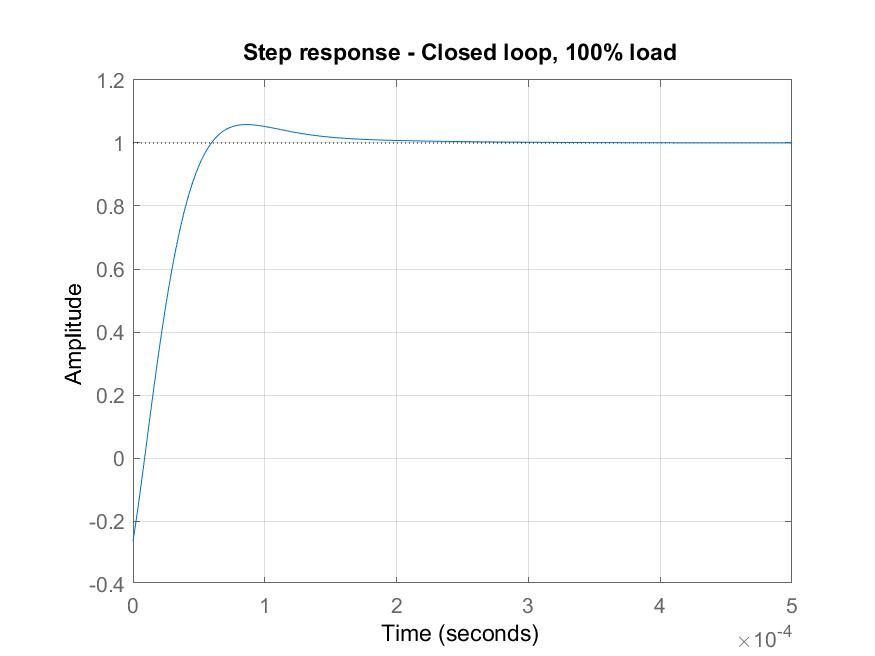 Step response - Closed loop, 100% load
1.2
1
0.8
0.6
0.4
0.2
0
-0.2
-0.4
Amplitude
0 1 2 3 4 5
Time (seconds)
×10-4